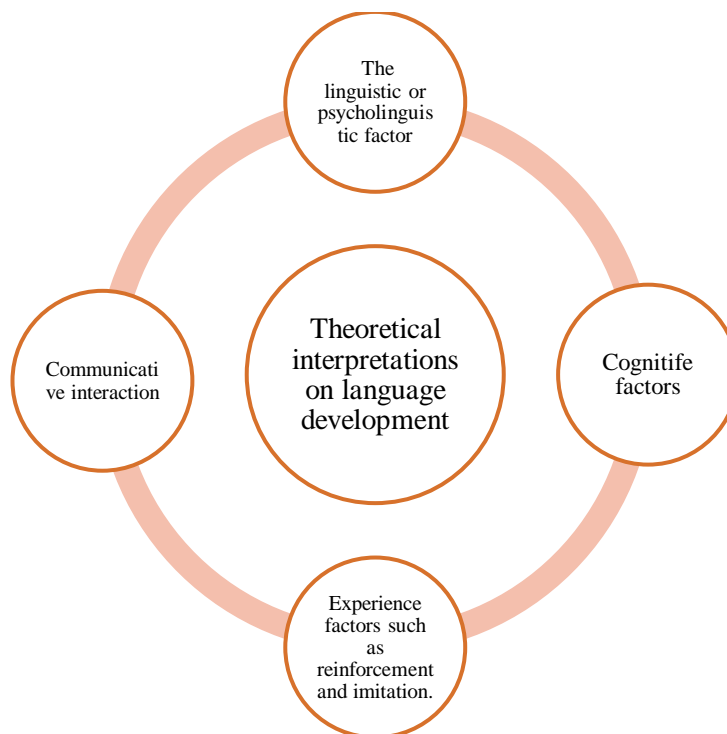 The
linguistic or
psycholinguis
tic factor
Theoretical
interpretations
on language
development
Communicati
ve interaction
Cognitife
factors
Experience
factors such
as
reinforcement
and imitation.